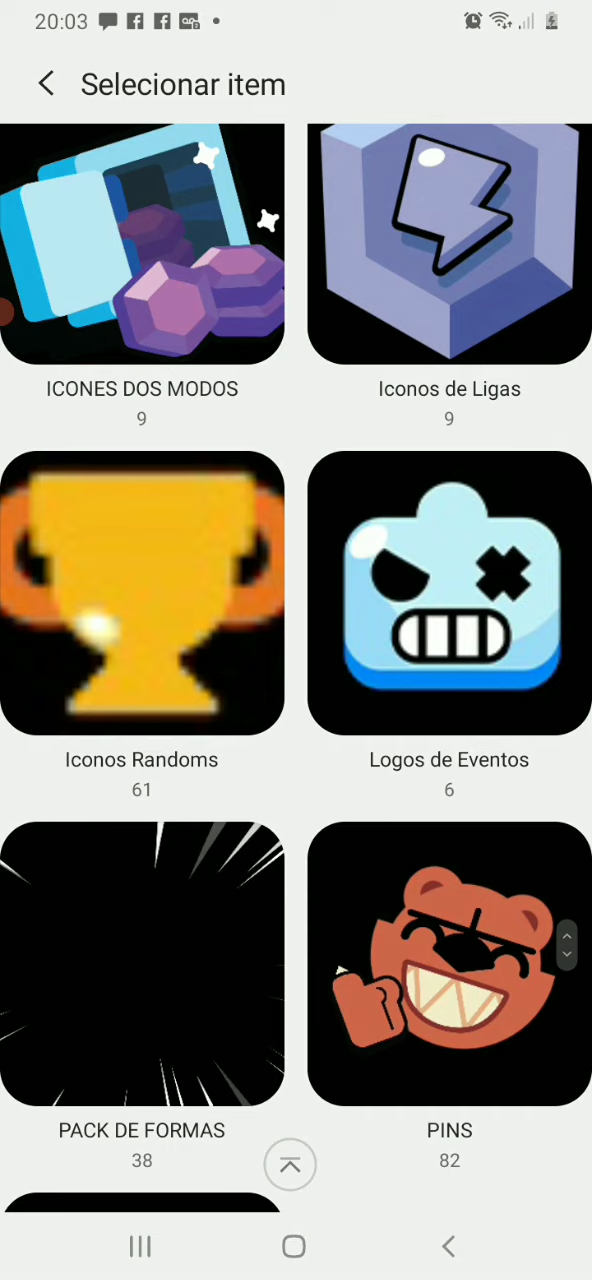 20:03
Selecionar item
ICONES DOS MODOS
9
Iconos de Ligas
9
Iconos Randoms
61
Logos de Eventos
6
PACK DE FORMAS
38
PINS
82